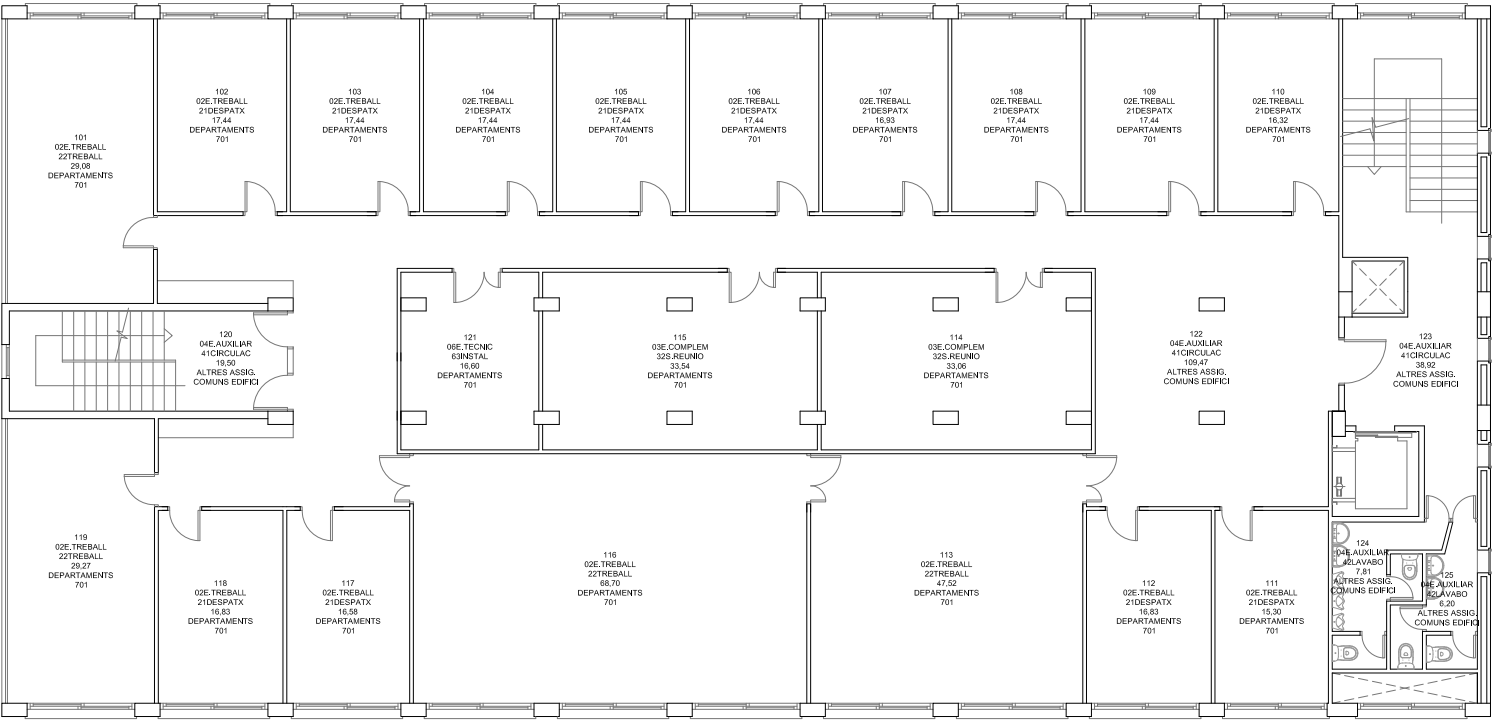 101
02E.TREBALL
22TREBALL
29,08
DEPARTAMENTS
701
102
02E.TREBALL
21DESPATX
17,44
DEPARTAMENTS
701
103
02E.TREBALL
21DESPATX
17,44
DEPARTAMENTS
701
104
02E.TREBALL
21DESPATX
17,44
DEPARTAMENTS
701
105
02E.TREBALL
21DESPATX
17,44
DEPARTAMENTS
701
106
02E.TREBALL
21DESPATX
17,44
DEPARTAMENTS
701
107
02E.TREBALL
21DESPATX
16,93
DEPARTAMENTS
701
108
02E.TREBALL
21DESPATX
17,44
DEPARTAMENTS
701
109
02E.TREBALL
21DESPATX
17,44
DEPARTAMENTS
701
110
02E.TREBALL
21DESPATX
16,32
DEPARTAMENTS
701
120
04E.AUXILIAR
41CIRCULAC
19,50
ALTRES ASSIG.
COMUNS EDIFICI
121
06E.TECNIC
63INSTAL
16,60
DEPARTAMENTS
701
115
03E.COMPLEM
32S.REUNIO
33,54
DEPARTAMENTS
701
114
03E.COMPLEM
32S.REUNIO
33,06
DEPARTAMENTS
701
122
04E.AUXILIAR
41CIRCULAC
109,47
ALTRES ASSIG.
COMUNS EDIFICI
123
04E.AUXILIAR
41CIRCULAC
38,92
ALTRES ASSIG.
COMUNS EDIFICI
119
02E.TREBALL
22TREBALL
29,27
DEPARTAMENTS
701
118
02E.TREBALL
21DESPATX
16,83
DEPARTAMENTS
701
117
02E.TREBALL
21DESPATX
16,58
DEPARTAMENTS
701
116
02E.TREBALL
22TREBALL
68,70
DEPARTAMENTS
701
113
02E.TREBALL
22TREBALL
47,52
DEPARTAMENTS
701
112
02E.TREBALL
21DESPATX
16,83
DEPARTAMENTS
701
111
02E.TREBALL
21DESPATX
15,30
DEPARTAMENTS
701
124
04E.AUXILIAR
42LAVABO
7,81
ALTRES ASSIG.
COMUNS EDIFICI
125
04E.AUXILIAR
42LAVABO
6,20
ALTRES ASSIG.
COMUNS EDIFICI